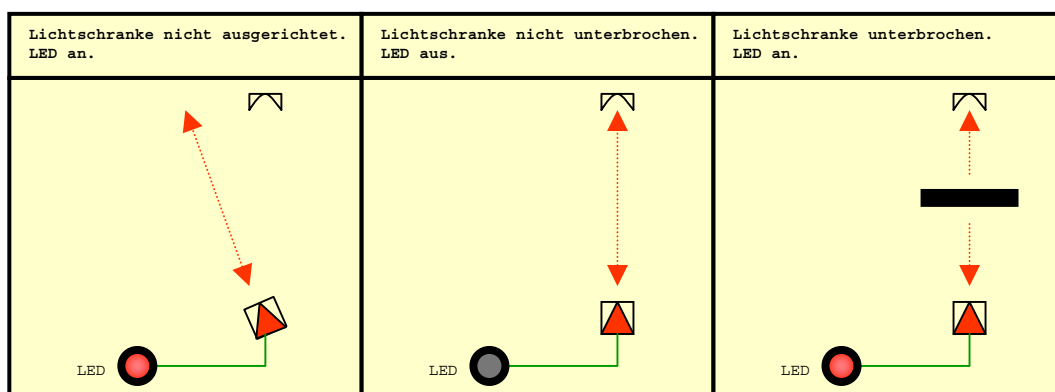 Lichtschranke nicht ausgerichtet.
LED an.
Lichtschranke nicht unterbrochen.
LED aus.
Lichtschranke unterbrochen.
LED an.
LED
LED
LED